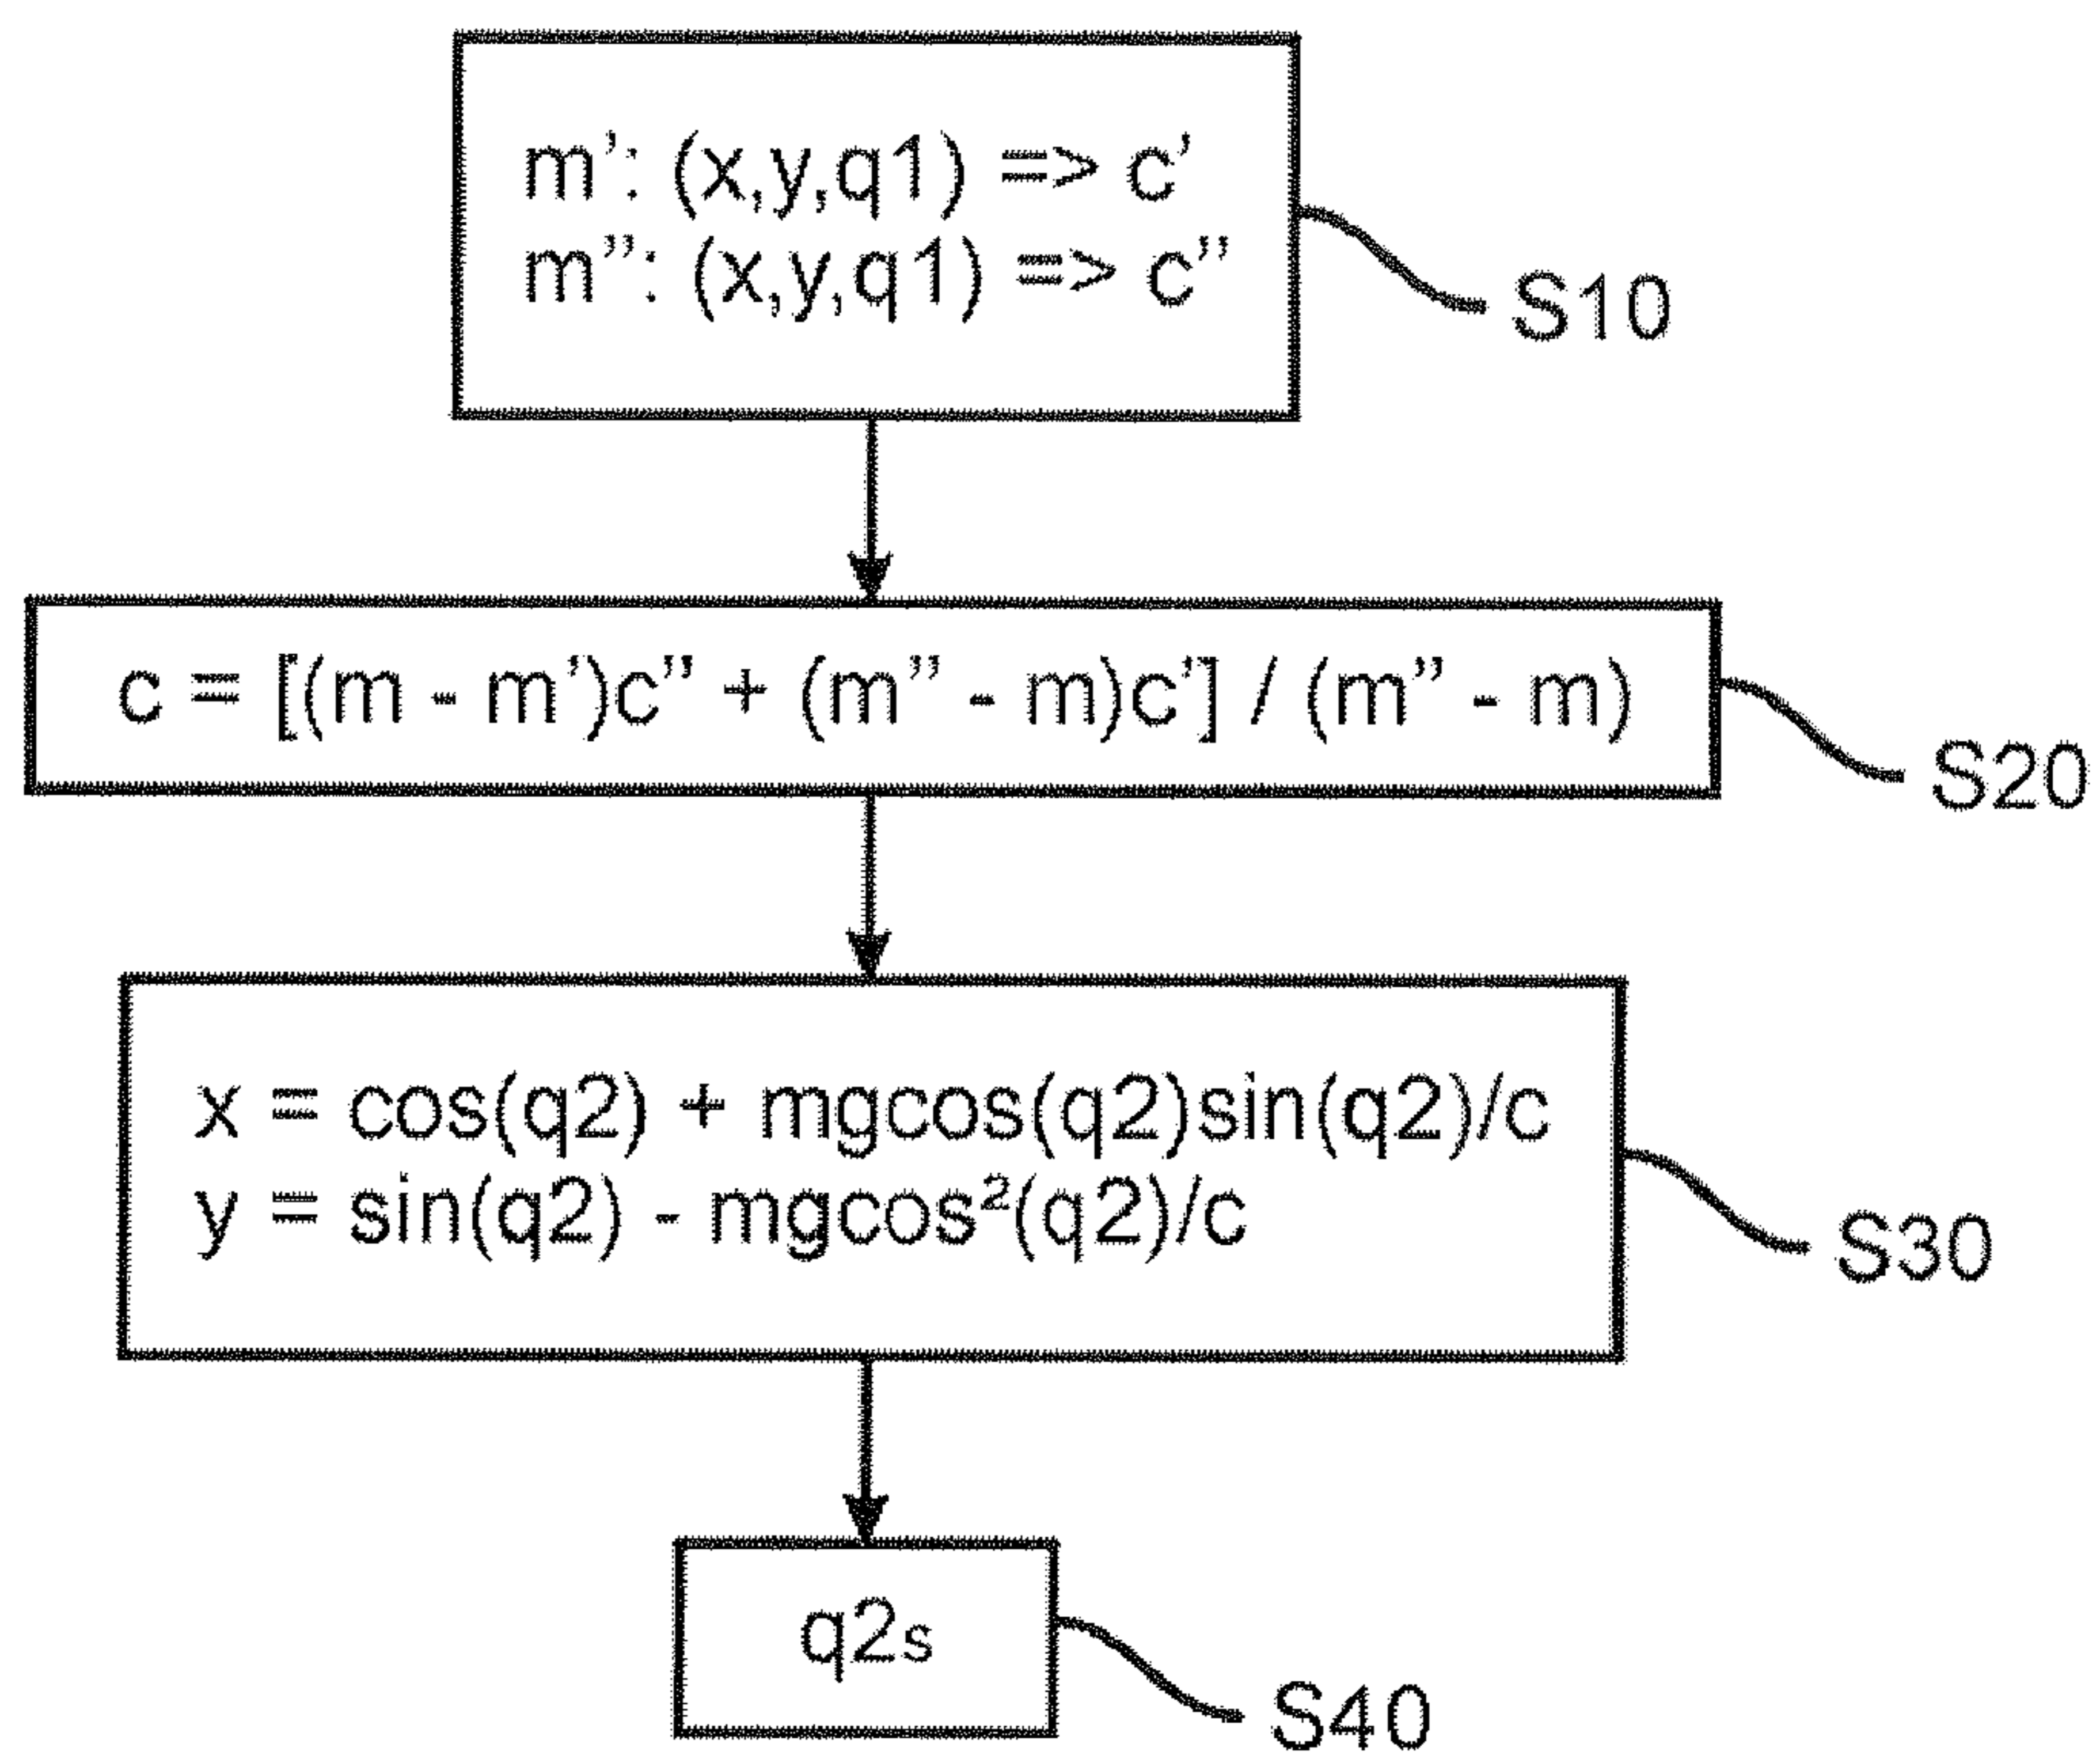 m’: (x,y,q1) => c’
m”: (x,y,q1) => c”
S10
c = [(m - m’)c” + (m” - m)c’] / (m” - m)
S20
x = cos(q2) + mgcos(q2)sin(q2)/c
y = sin(q2) - mgcos²(q2)/c
S30
q2s
S40